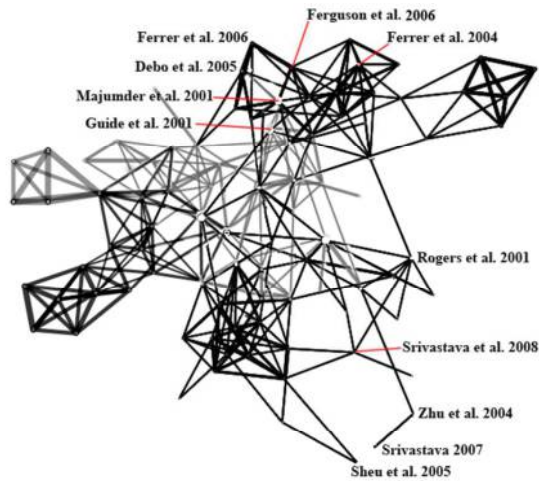 Ferguson et al. 2006
Ferrer et al. 2006
Ferrer et al. 2004
Debo et al. 2005
Majumder et al. 2001
Guide et al. 2001
Rogers et al. 2001
Srivastava et al. 2008
Zhu et al. 2004
Srivastava 2007
Sheu et al. 2005